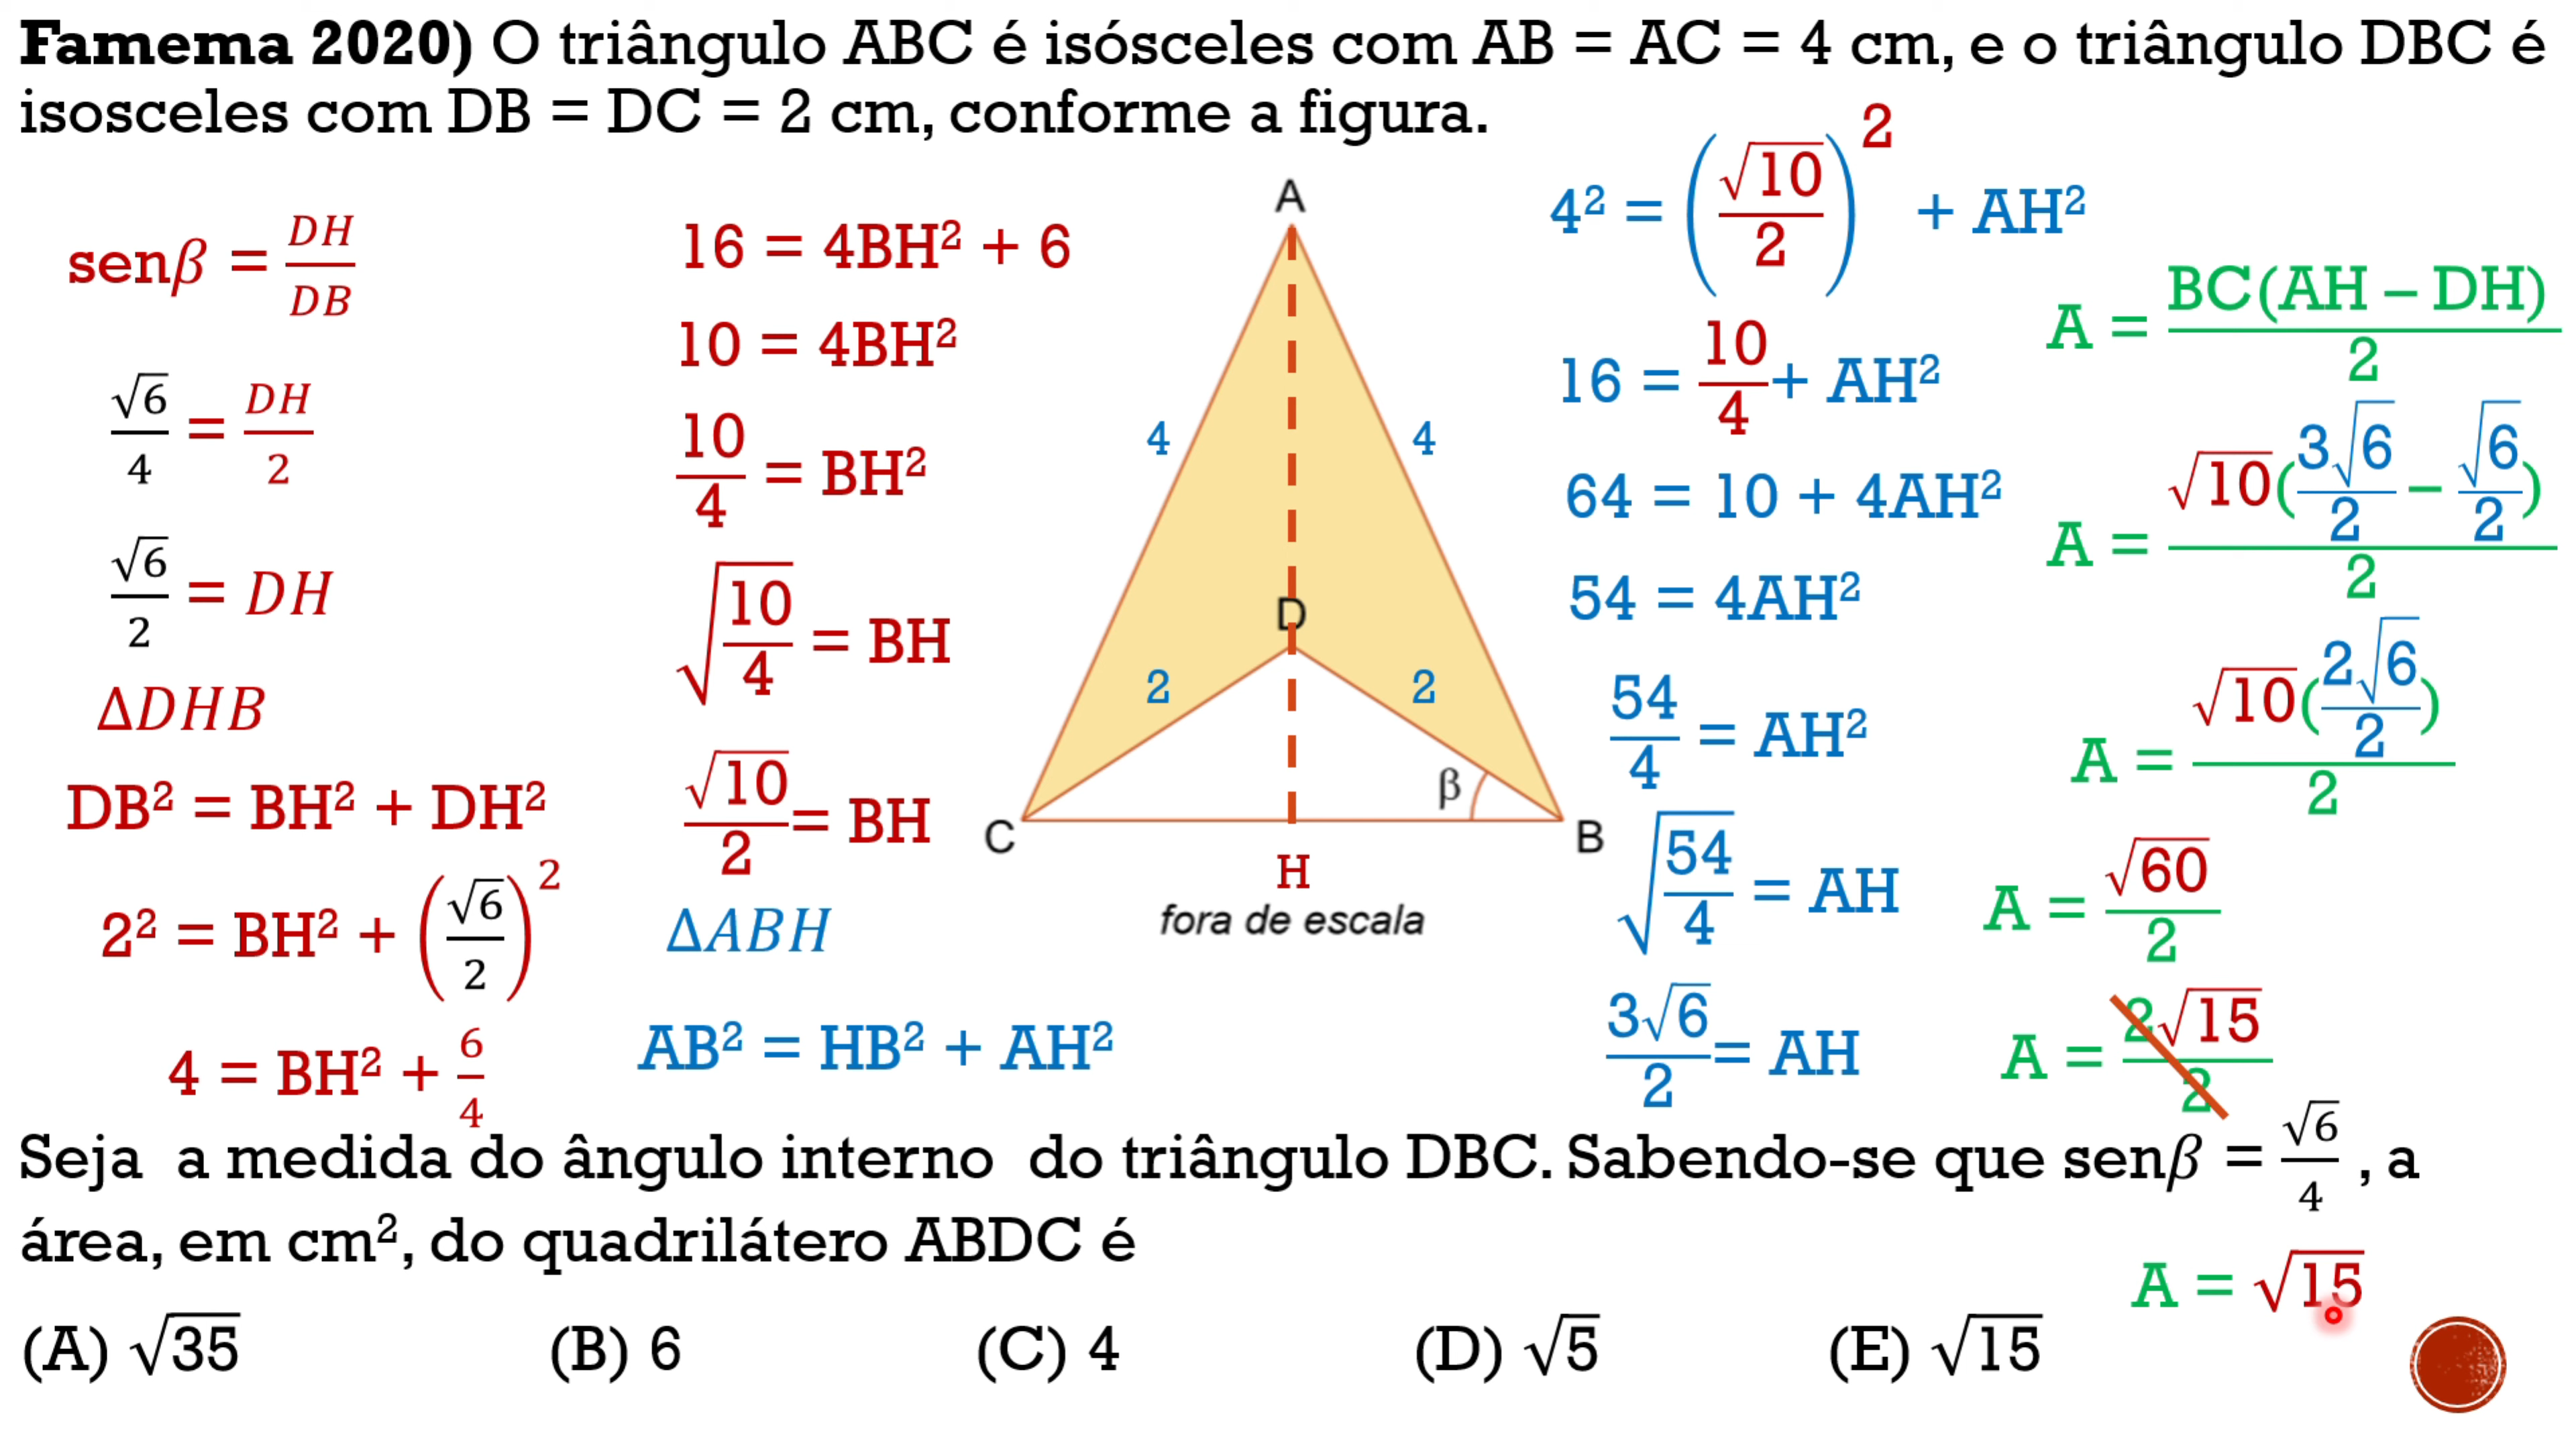 Famema 2020) O triângulo ABC é isósceles com AB = AC = 4 cm, e o triângulo DBC é
isosceles com DB = DC = 2 cm, conforme a figura.
senβ = DH/DB
√6/4 = DH/2
√6/2 = DH
ΔDHB
DB² = BH² + DH²
2² = BH² + (√6/2)²
4 = BH² + 6/4
16 = 4BH² + 6
10 = 4BH²
10/4 = BH²
√(10/4) = BH
√10/2 = BH
ΔABH
AB² = HB² + AH²
A
4 4
D
2 2
β
C B
H
fora de escala
4² = (√10/2)² + AH²
16 = 10/4 + AH²
64 = 10 + 4AH²
54 = 4AH²
54/4 = AH²
√(54/4) = AH
3√6/2 = AH
A = BC(AH – DH)/2
A = √10(3√6/2 – √6/2)/2
A = √10(2√6/2)/2
A = √60/2
A = 2√15/2
A = √15
Seja a medida do ângulo interno do triângulo DBC. Sabendo-se que senβ = √6/4 , a
área, em cm², do quadrilátero ABDC é
(A) √35 (B) 6 (C) 4 (D) √5 (E) √15